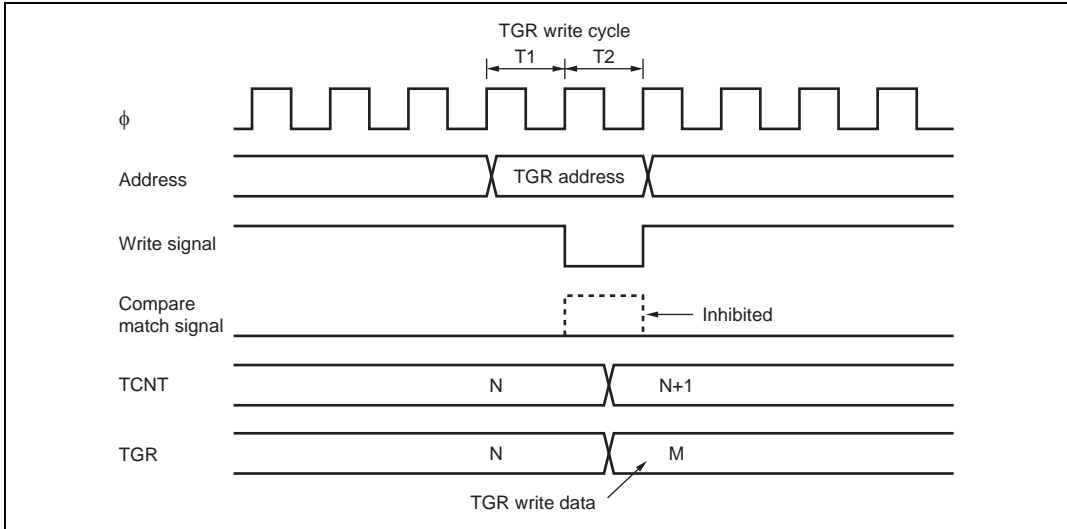 TGR write cycle
T1 T2
ϕ
Address TGR address
Write signal
Compare
match signal Inhibited
TCNT N N+1
TGR N M
TGR write data